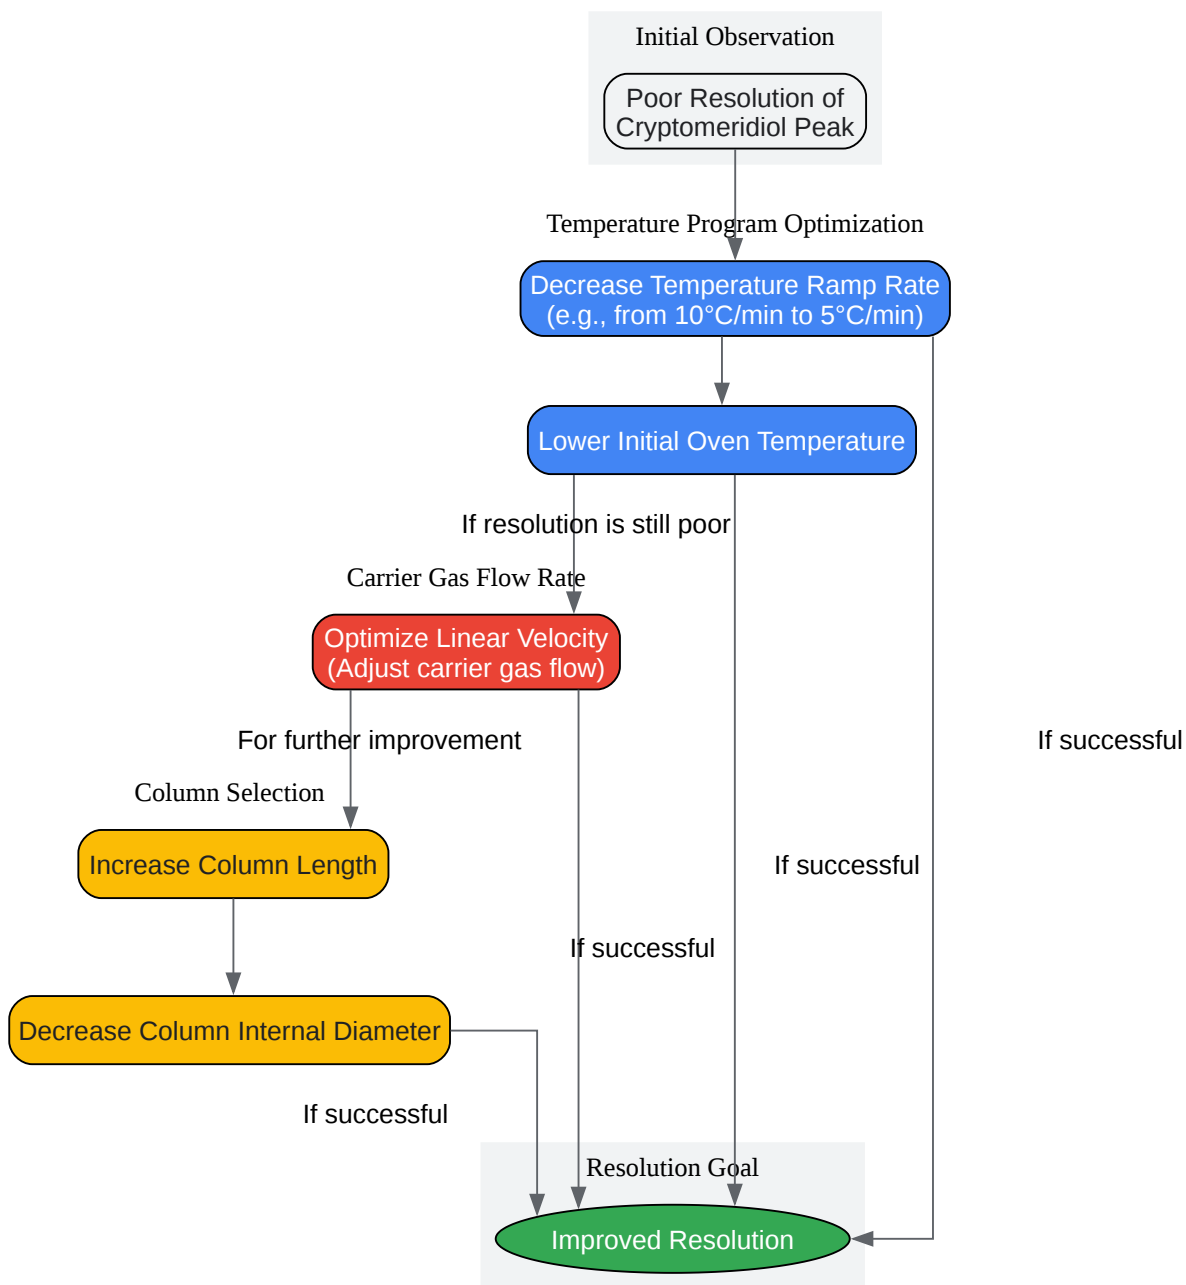 Initial Observation
Poor Resolution of
Cryptomeridiol Peak
Temperature Program Optimization
Decrease Temperature Ramp Rate
(e.g., from 10°C/min to 5°C/min)
Lower Initial Oven Temperature
If resolution is still poor
Carrier Gas Flow Rate
Optimize Linear Velocity
(Adjust carrier gas flow)
For further improvement
If successful
Column Selection
Increase Column Length
If successful
If successful
Decrease Column Internal Diameter
If successful
Resolution Goal
Improved Resolution